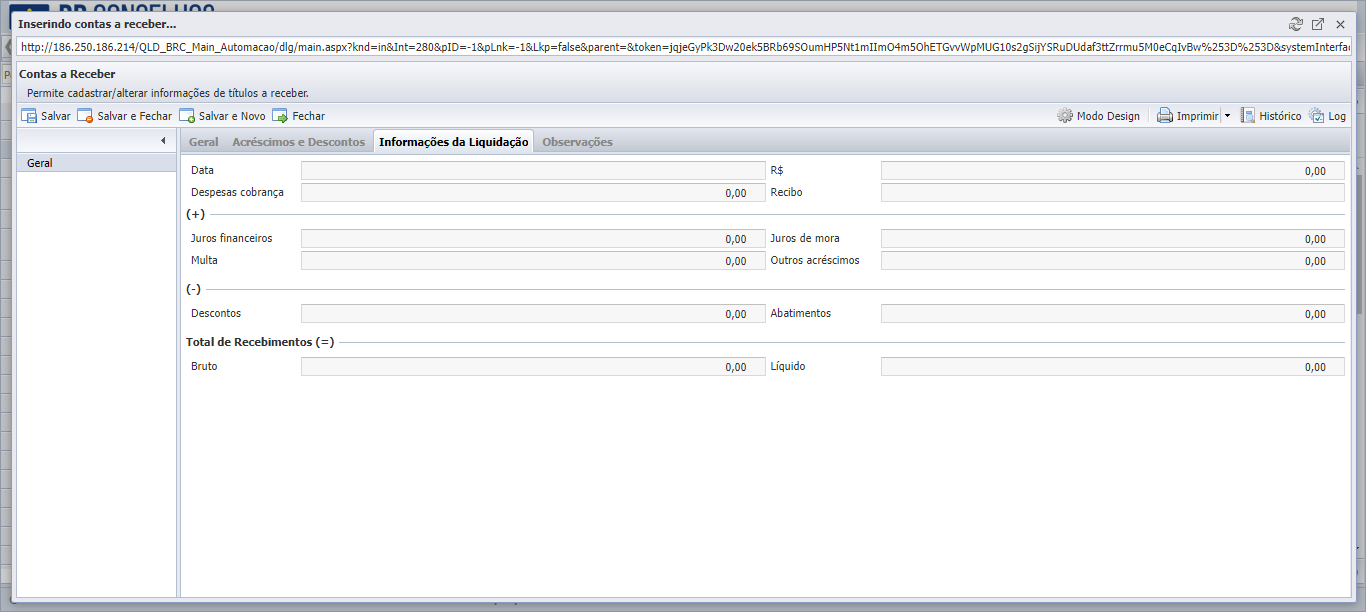 BR CONSELHOS
Inserindo contas a receber...
http://186.250.186.214/QLD_BRC_Main_Automacao/dlg/main.aspx?knd=in&Int=280&pID=-1&pLnk=-1&Lkp=false&parent=&token=jqjeGyPk3Dw20ek5BRb69SOumHP5Nt1mIImO4m5OhETGvvWpMUG10s2gSijYSRuDUdaf3ttZrrmu5M0eCqIvBw%253D%253D&systemInterfac
Contas a Receber
Permite cadastrar/alterar informações de títulos a receber.
Salvar Salvar e Fechar Salvar e Novo Fechar Modo Design Imprimir Histórico Log
Geral
Geral Acréscimos e Descontos Informações da Liquidação Observações
Data R$ 0,00
Despesas cobrança 0,00 Recibo
(+)
Juros financeiros 0,00 Juros de mora 0,00
Multa 0,00 Outros acréscimos 0,00
(-)
Descontos 0,00 Abatimentos 0,00
Total de Recebimentos (=)
Bruto 0,00 Líquido 0,00